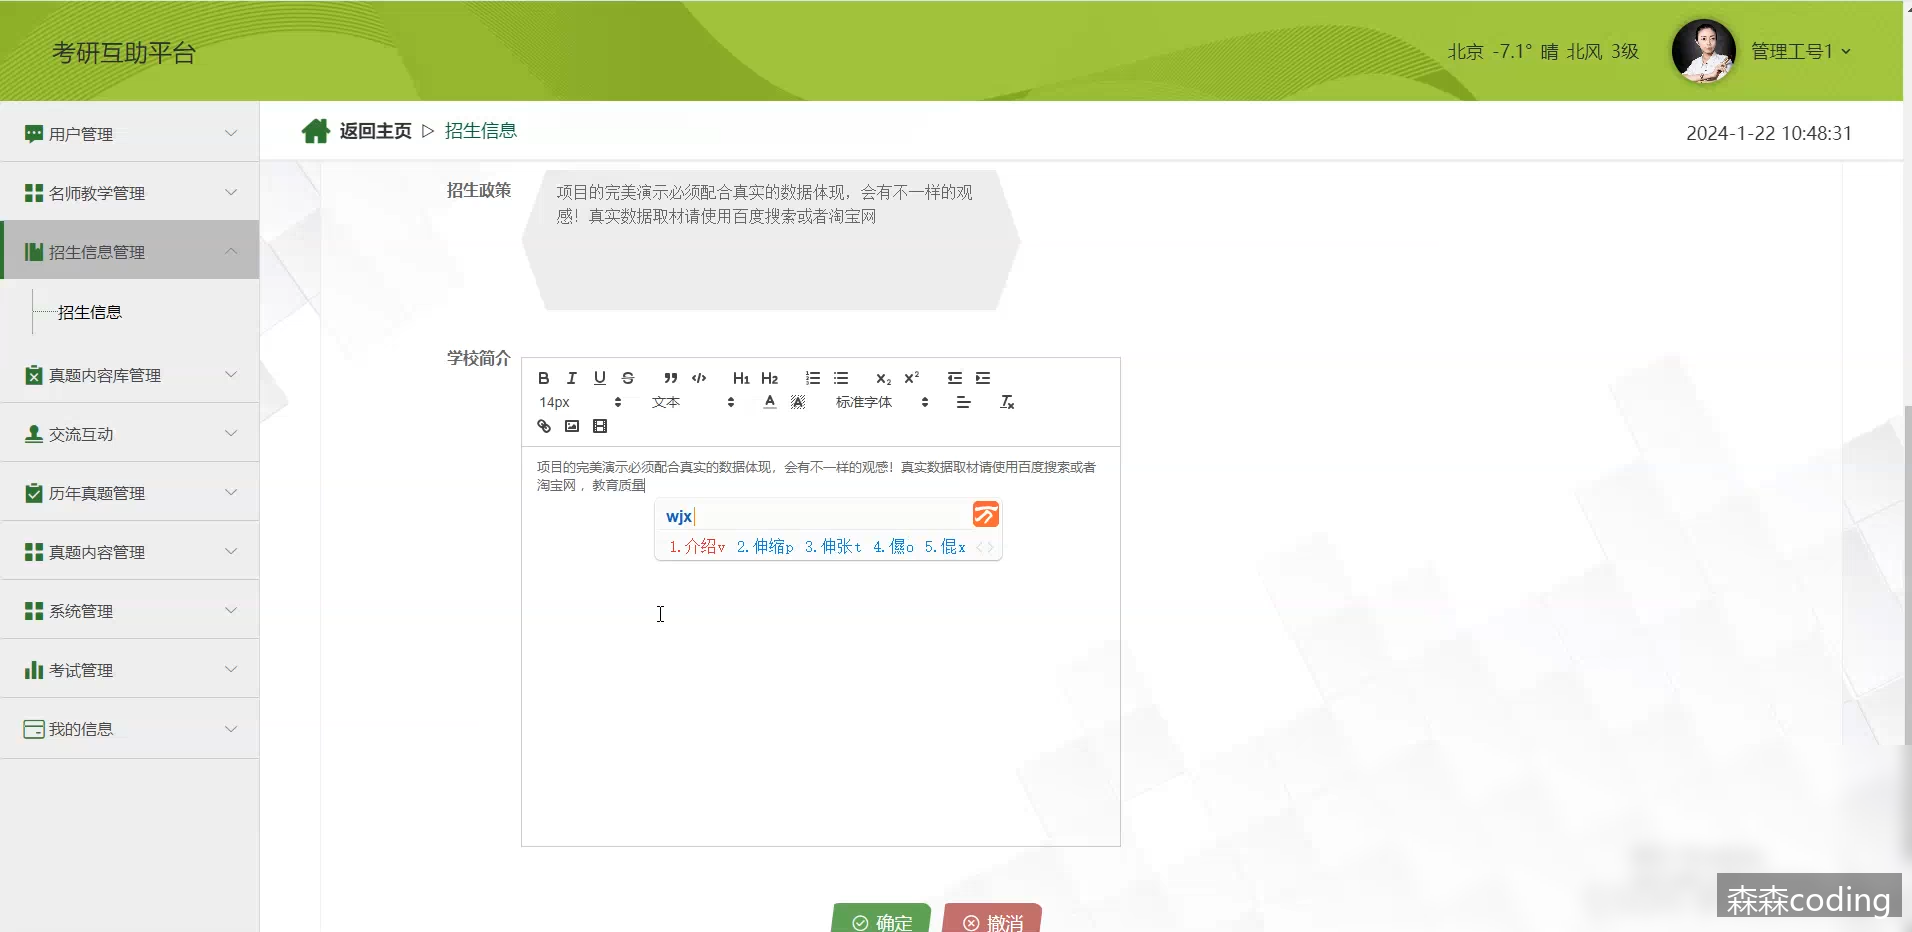 考研互助平台
北京 -7.1° 晴 北风 3级
管理工号1
用户管理
名师教学管理
招生信息管理
招生信息
真题内容库管理
交流互动
历年真题管理
真题内容管理
系统管理
考试管理
我的信息
返回主页 ▷ 招生信息
2024-1-22 10:48:31
招生政策
项目的完美演示必须配合真实的数据体现，会有不一样的观
感！真实数据取材请使用百度搜索或者淘宝网
学校简介
B I U S ” </> H1 H2 x₂ x²
14px 文本 A A 标准字体
项目的完美演示必须配合真实的数据体现，会有不一样的观感！真实数据取材请使用百度搜索或者
淘宝网 ，教育质量
wjx
1.介绍v 2.伸缩p 3.伸张t 4.儑o 5.倱x
确定
撤消
森森coding